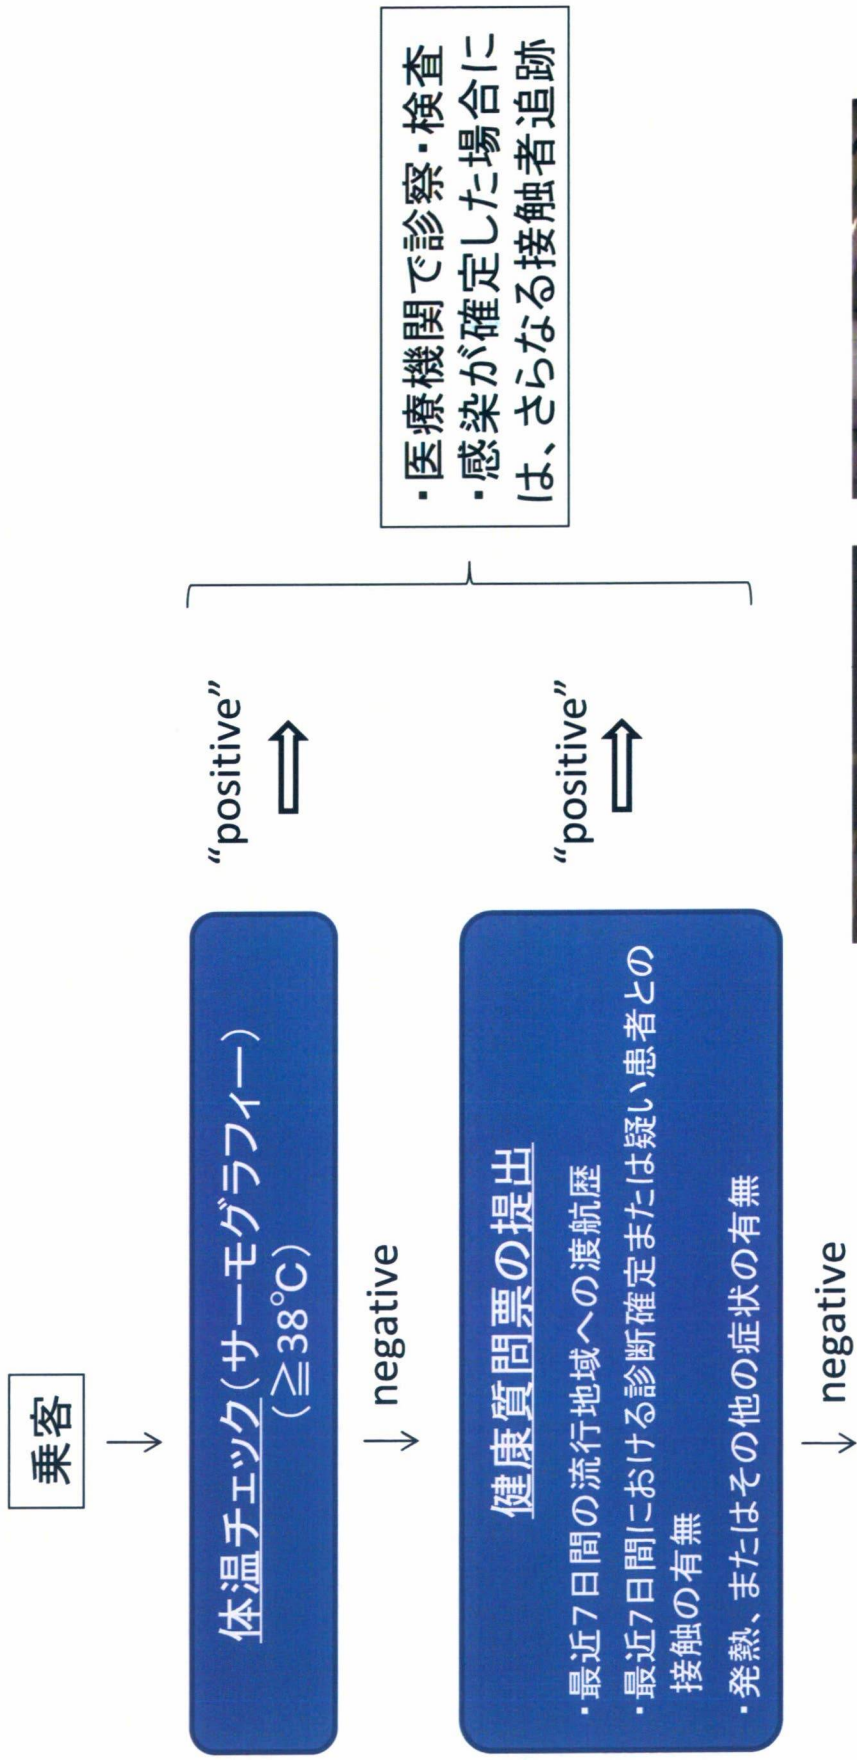 乗客
体温チェック(サーモグラフィー)
(≧38℃)
"positive"
negative
健康質問票の提出
・最近7日間の流行地域への渡航歴
・最近7日間における診断確定または疑い患者との
接触の有無
・発熱、またはその他の症状の有無
"positive"
negative
・医療機関で診察・検査
・感染が確定した場合に
は、さらなる接触者追跡